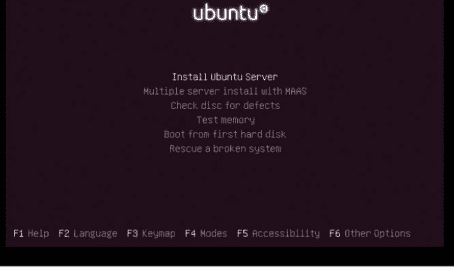 ubuntu®
Install Ubuntu Server
Multiple server install with MAAS
Check disc for defects
Test memory
Boot from first hard disk
Rescue a broken system
F1 Help F2 Language F3 Keymap F4 Modes F5 Accessibility F6 Other Options